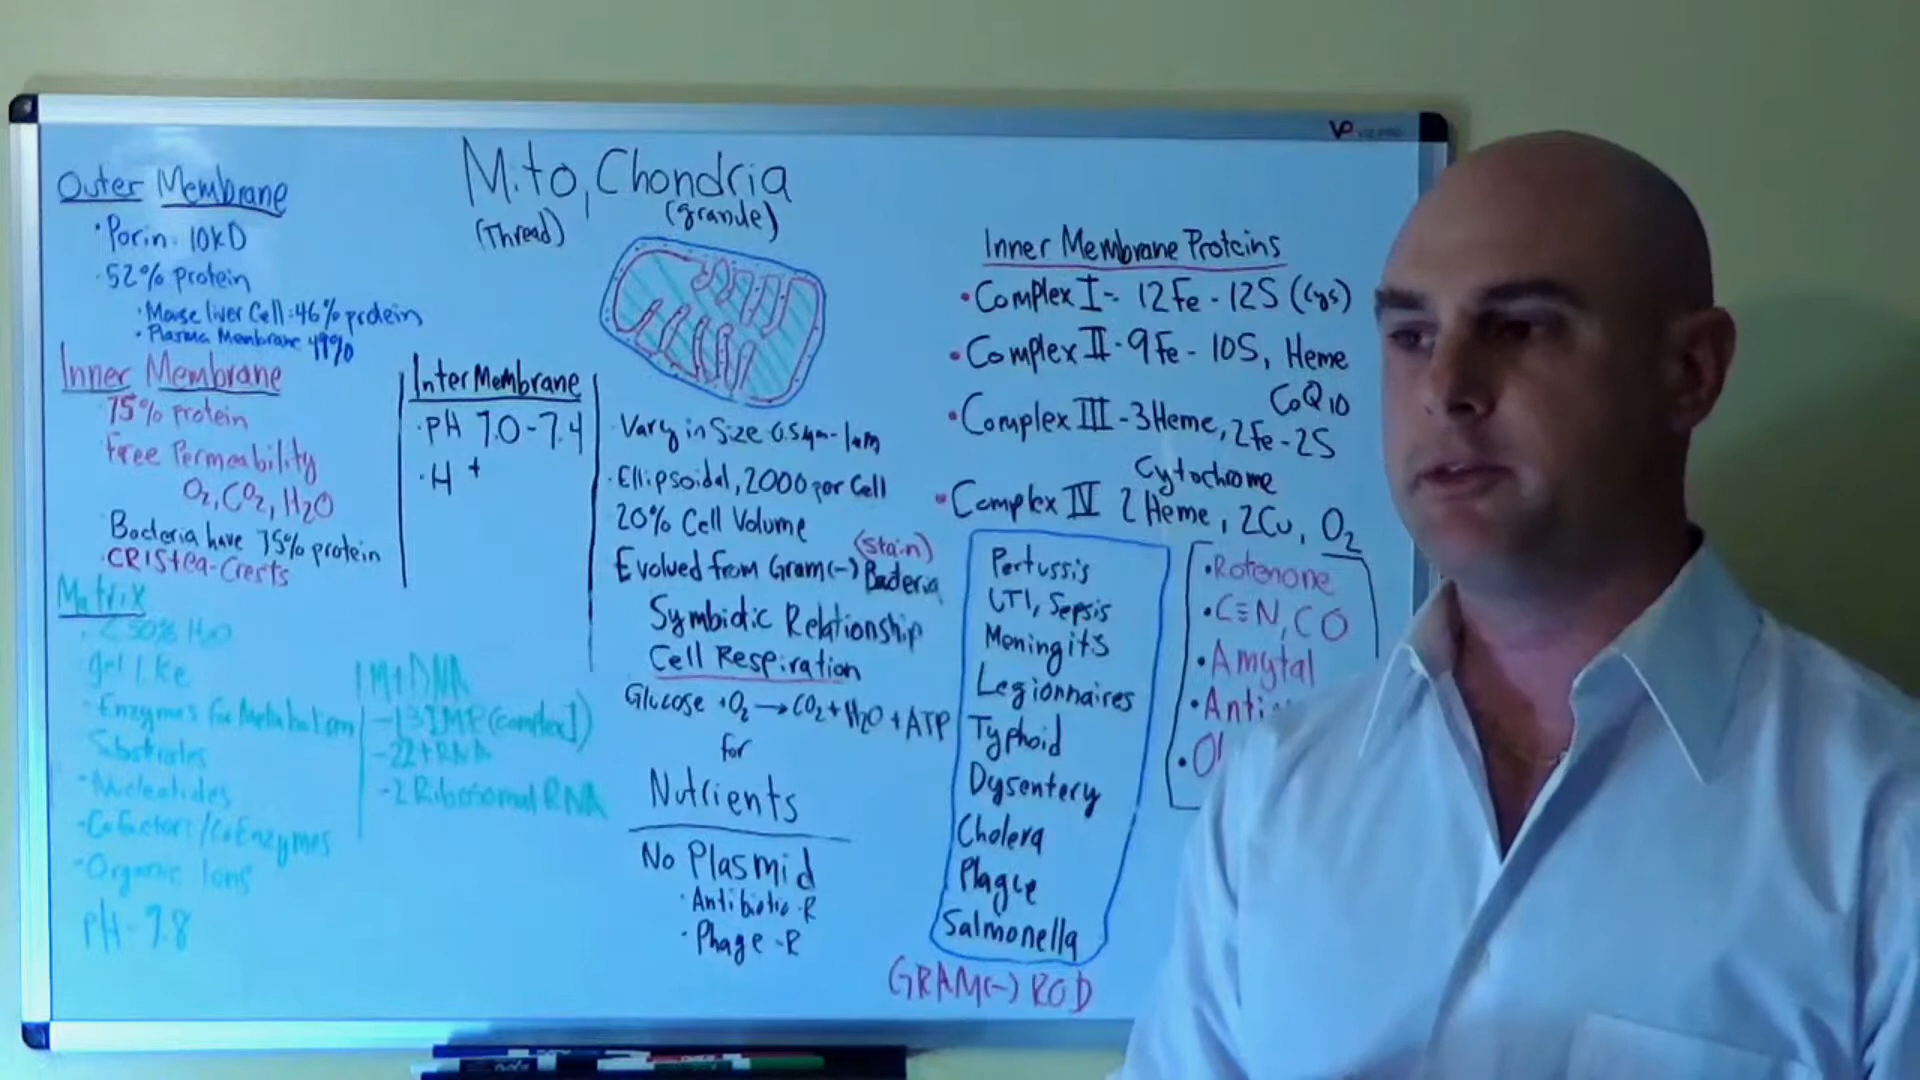 Mito, Chondria
(Thread)
Outer Membrane
· Porin: 10KD
· 52% protein
· Mouse liver Cell: 46% protein
· Plasma Membrane 49%
Inner Membrane
· 75% protein
· Free Permeability
O2, CO2, H2O
Bacteria have 75% protein
· CRIStea-Crests
Matrix
· <50% H2O
gel like
· Enzymes for Metabolism
Substrates
· Nucleotides
- Cofactors/CoEnzymes
- Organic Ions
pH - 7.8
MtDNA
-13 IMP (complex I)
-22 tRNA
-2 Ribosomal RNA
InterMembrane
· pH 7.0-7.4
· H+
· Vary in Size
· Ellipsoidal, 2000 per Cell
20% Cell Volume
(Stain)
Evolved from Gram(-) Bacteria
Symbiotic Relationship
Cell Respiration
Glucose + O2 → CO2 + H2O + ATP
for
Nutrients
No Plasmid
· Antibiotic-R
· Phage-R
Inner Membrane Proteins
· Complex I - 12Fe - 12S (Cys)
· Complex II - 9Fe - 10S, Heme
CoQ10
· Complex III - 3Heme, 2Fe-2S
Cytochrome
· Complex IV 2Heme, 2Cu, O2
Pertussis
UTI, Sepsis
Meningitis
Legionnaires
Typhoid
Dysentery
Cholera
Plague
Salmonella
GRAM(-) ROD
· Rotenone
· C≡N, CO
· Amytal